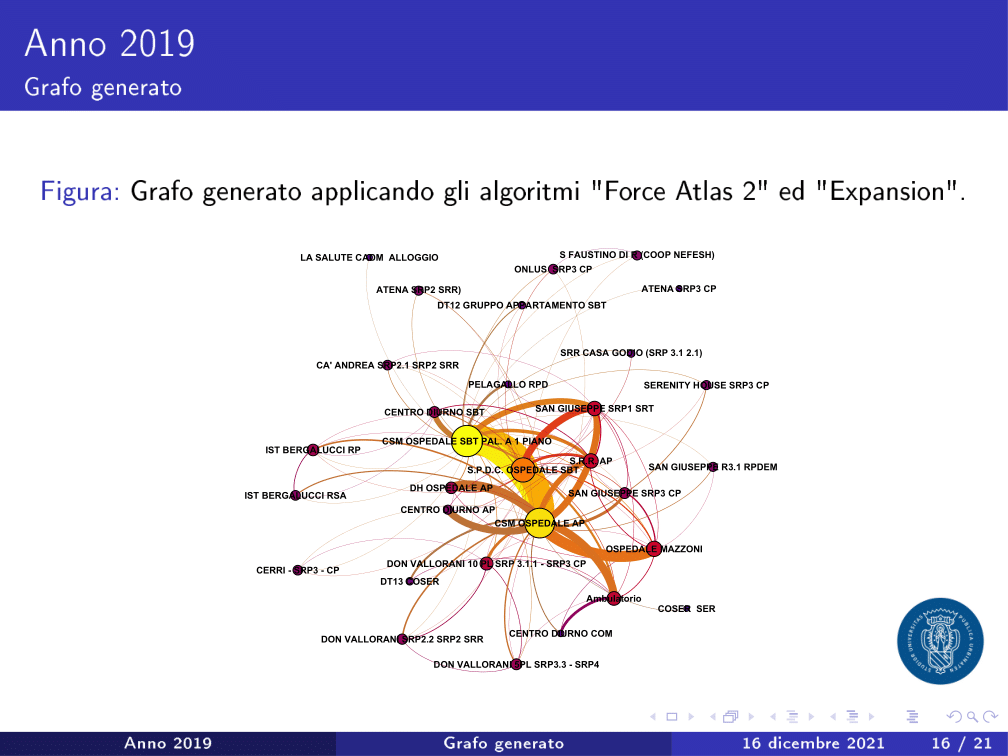 Anno 2019
Grafo generato
Figura: Grafo generato applicando gli algoritmi "Force Atlas 2" ed "Expansion".
S FAUSTINO DI R (COOP NEFESH)
LA SALUTE CADM ALLOGGIO
ONLUS SRP3 CP
ATENA SRP2 SRR)
ATENA SRP3 CP
DT12 GRUPPO APPARTAMENTO SBT
SRR CASA GODIO (SRP 3.1 2.1)
CA' ANDREA SRP2.1 SRP2 SRR
PELAGALLO RPD
SERENITY HOUSE SRP3 CP
SAN GIUSEPPE SRP1 SRT
CENTRO DIURNO SBT
CSM OSPEDALE SBT PAL. A 1 PIANO
IST BERGALUCCI RP
S.R.R. AP
SAN GIUSEPPE R3.1 RPDEM
S.P.D.C. OSPEDALE SBT
DH OSPEDALE AP
SAN GIUSEPPE SRP3 CP
IST BERGALUCCI RSA
CENTRO DIURNO AP
CSM OSPEDALE AP
OSPEDALE MAZZONI
DON VALLORANI 10 PL SRP 3.1.1 - SRP3 CP
CERRI - SRP3 - CP
DT13 COSER
Ambulatorio
COSER SER
CENTRO DIURNO COM
DON VALLORANI SRP2.2 SRP2 SRR
DON VALLORANI 8PL SRP3.3 - SRP4
Anno 2019
Grafo generato
16 dicembre 2021
16 / 21